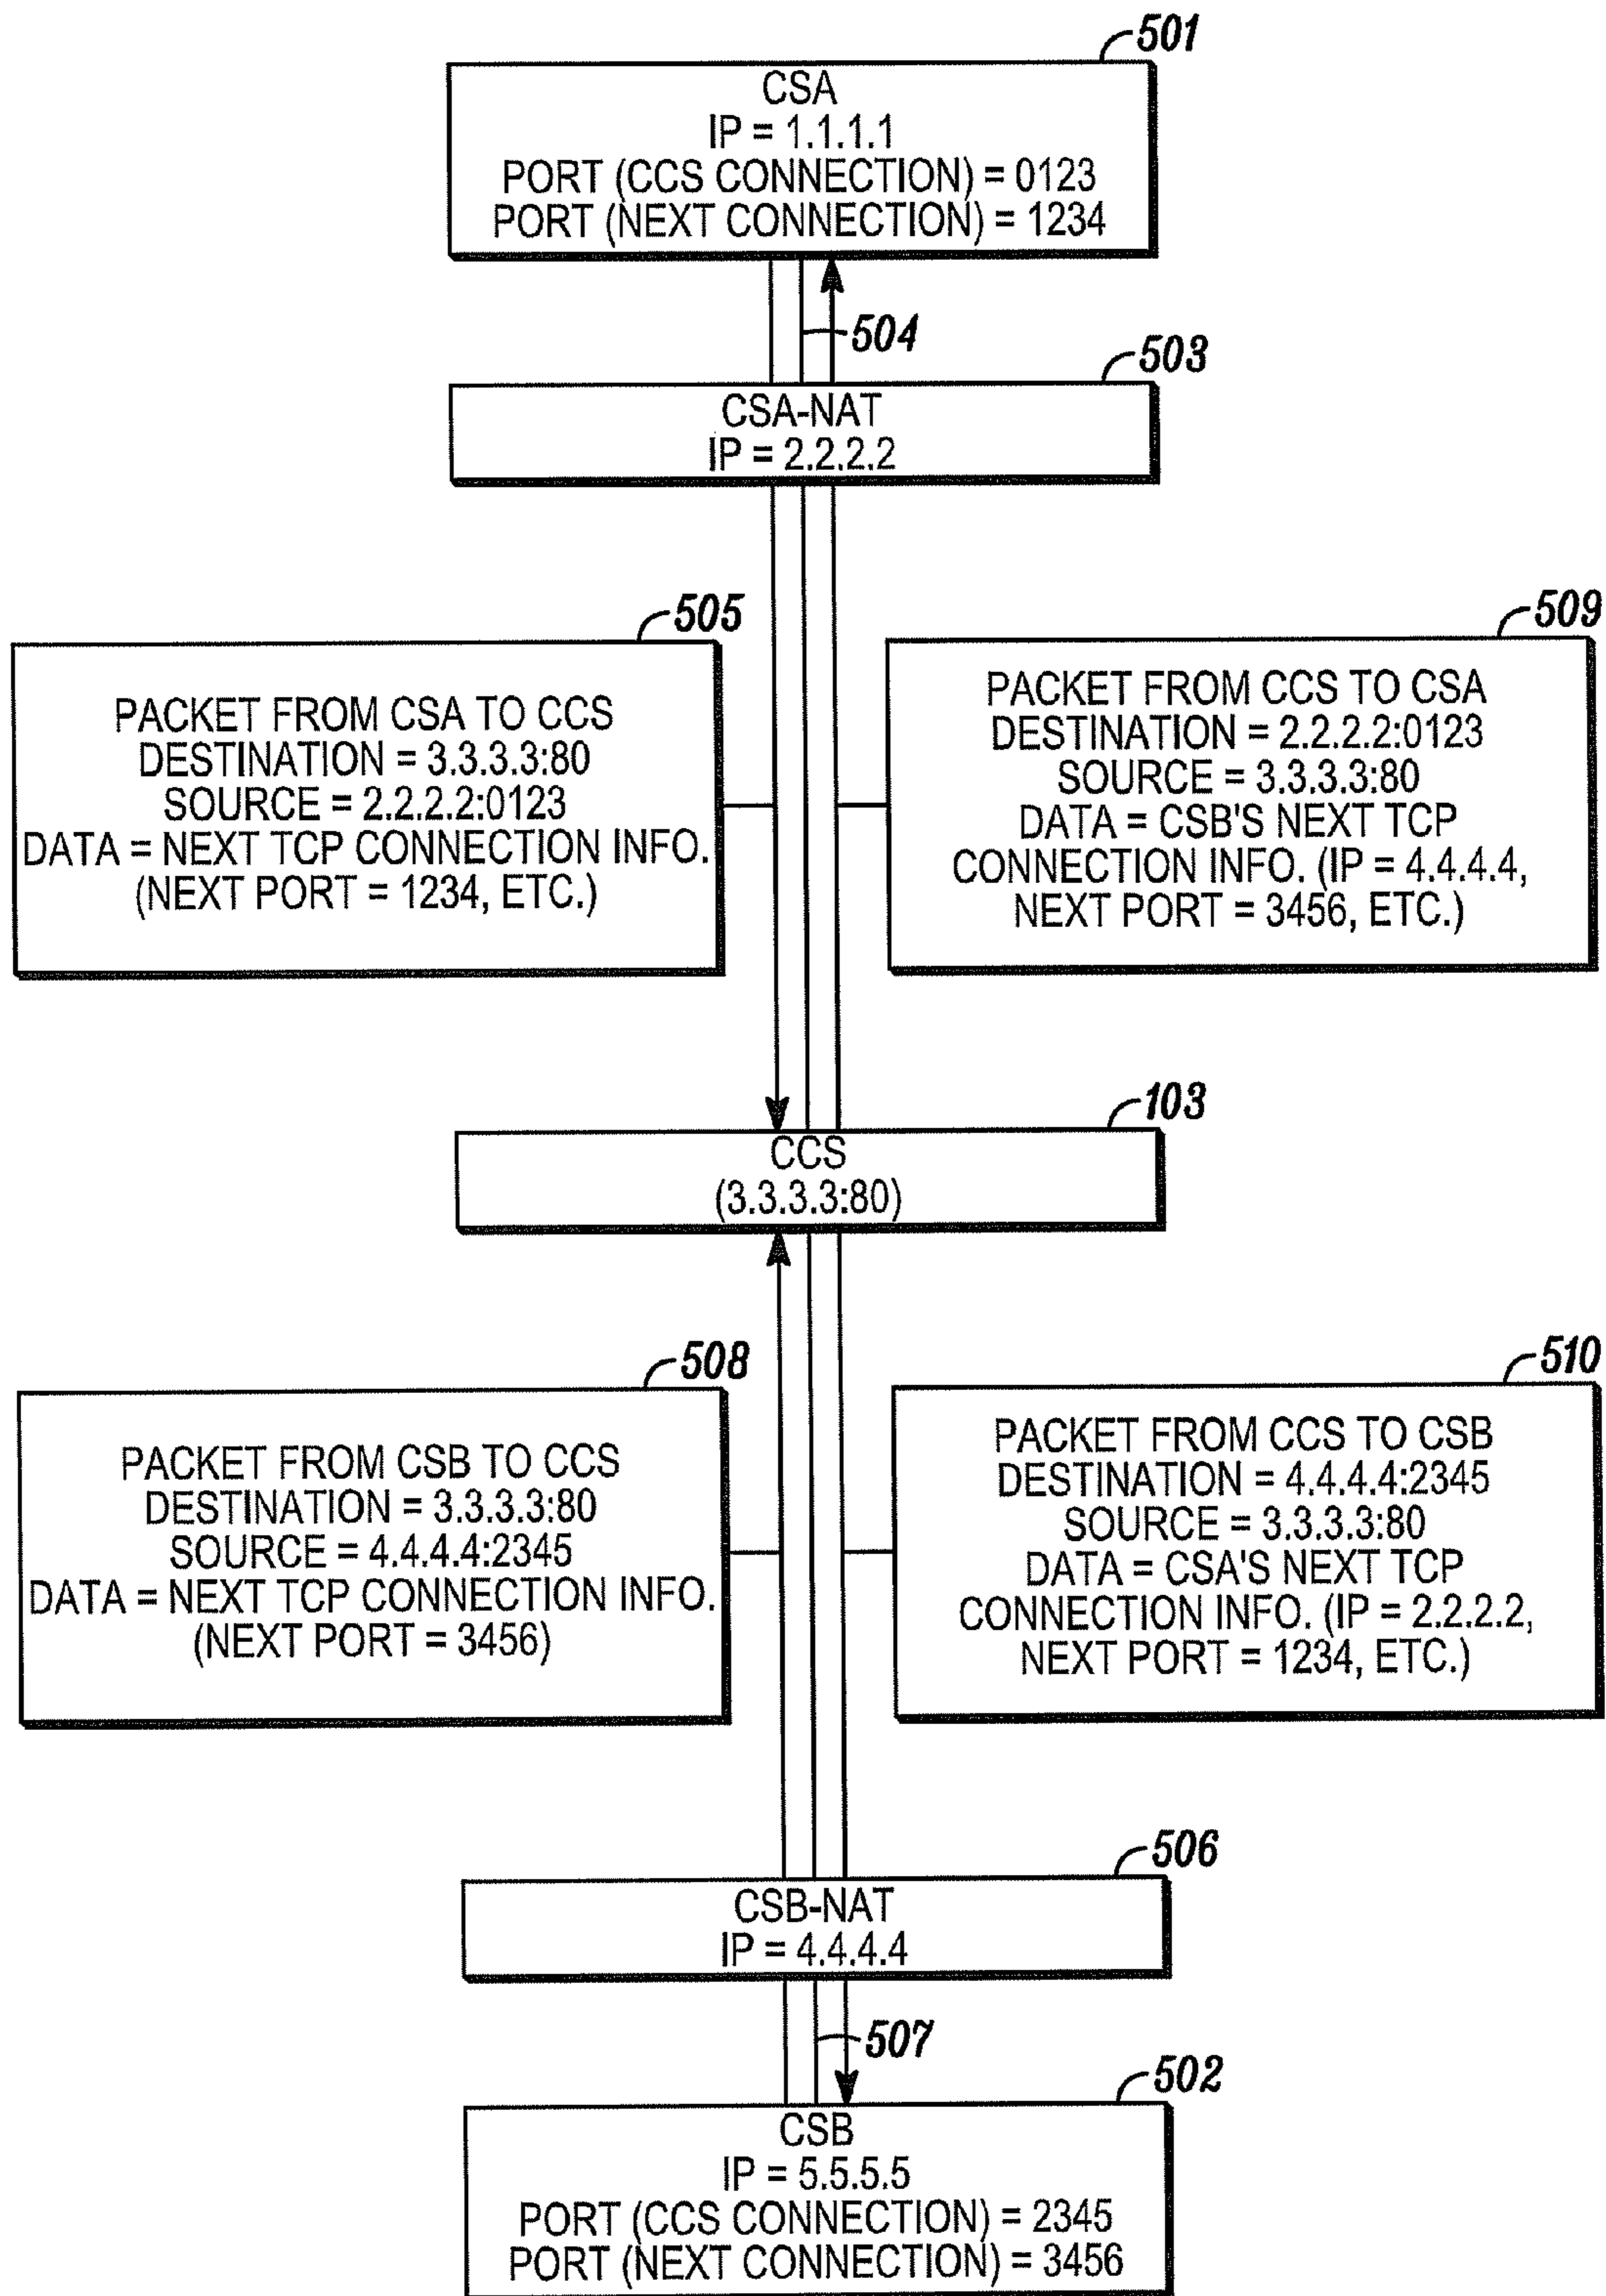 501
CSA
IP = 1.1.1.1
PORT (CCS CONNECTION) = 0123
PORT (NEXT CONNECTION) = 1234
504
503
CSA-NAT
IP = 2.2.2.2
505
PACKET FROM CSA TO CCS
DESTINATION = 3.3.3.3:80
SOURCE = 2.2.2.2:0123
DATA = NEXT TCP CONNECTION INFO.
(NEXT PORT = 1234, ETC.)
509
PACKET FROM CCS TO CSA
DESTINATION = 2.2.2.2:0123
SOURCE = 3.3.3.3:80
DATA = CSB'S NEXT TCP
CONNECTION INFO. (IP = 4.4.4.4,
NEXT PORT = 3456, ETC.)
103
CCS
(3.3.3.3:80)
508
PACKET FROM CSB TO CCS
DESTINATION = 3.3.3.3:80
SOURCE = 4.4.4.4:2345
DATA = NEXT TCP CONNECTION INFO.
(NEXT PORT = 3456)
510
PACKET FROM CCS TO CSB
DESTINATION = 4.4.4.4:2345
SOURCE = 3.3.3.3:80
DATA = CSA'S NEXT TCP
CONNECTION INFO. (IP = 2.2.2.2,
NEXT PORT = 1234, ETC.)
506
CSB-NAT
IP = 4.4.4.4
507
502
CSB
IP = 5.5.5.5
PORT (CCS CONNECTION) = 2345
PORT (NEXT CONNECTION) = 3456